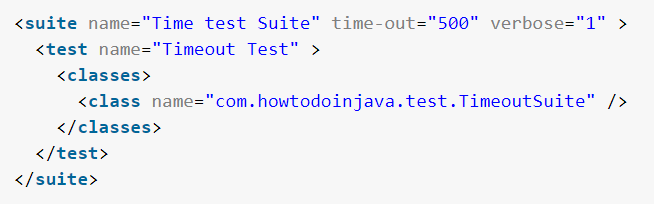 <suite name="Time test Suite" time-out="500" verbose="1" >
  <test name="Timeout Test" >
    <classes>
      <class name="com.howtodoinjava.test.TimeoutSuite" />
    </classes>
  </test>
</suite>